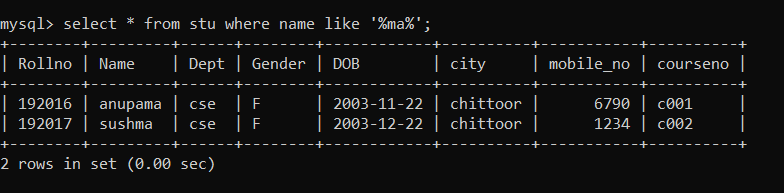 mysql> select * from stu where name like '%ma%';
+--------+---------+------+--------+------------+----------+-----------+----------+
| Rollno | Name    | Dept | Gender | DOB        | city     | mobile_no | courseno |
+--------+---------+------+--------+------------+----------+-----------+----------+
| 192016 | anupama | cse  | F      | 2003-11-22 | chittoor |      6790 | c001     |
| 192017 | sushma  | cse  | F      | 2003-12-22 | chittoor |      1234 | c002     |
+--------+---------+------+--------+------------+----------+-----------+----------+
2 rows in set (0.00 sec)